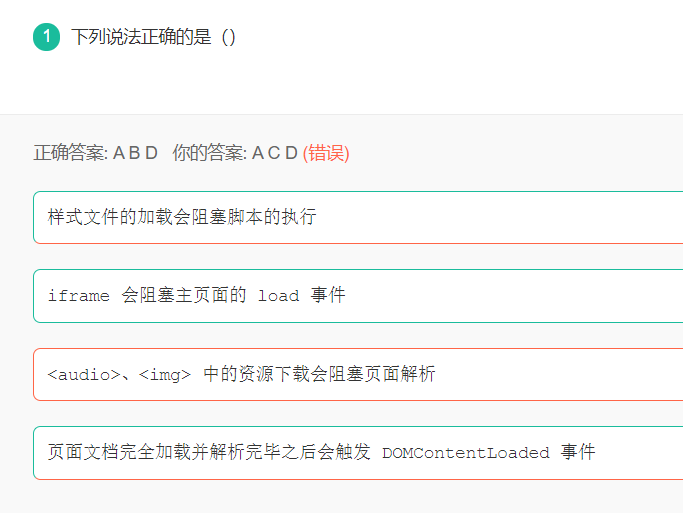 1 下列说法正确的是（）
正确答案: A B D 你的答案: A C D (错误)
样式文件的加载会阻塞脚本的执行
iframe 会阻塞主页面的 load 事件
<audio>、<img> 中的资源下载会阻塞页面解析
页面文档完全加载并解析完毕之后会触发 DOMContentLoaded 事件